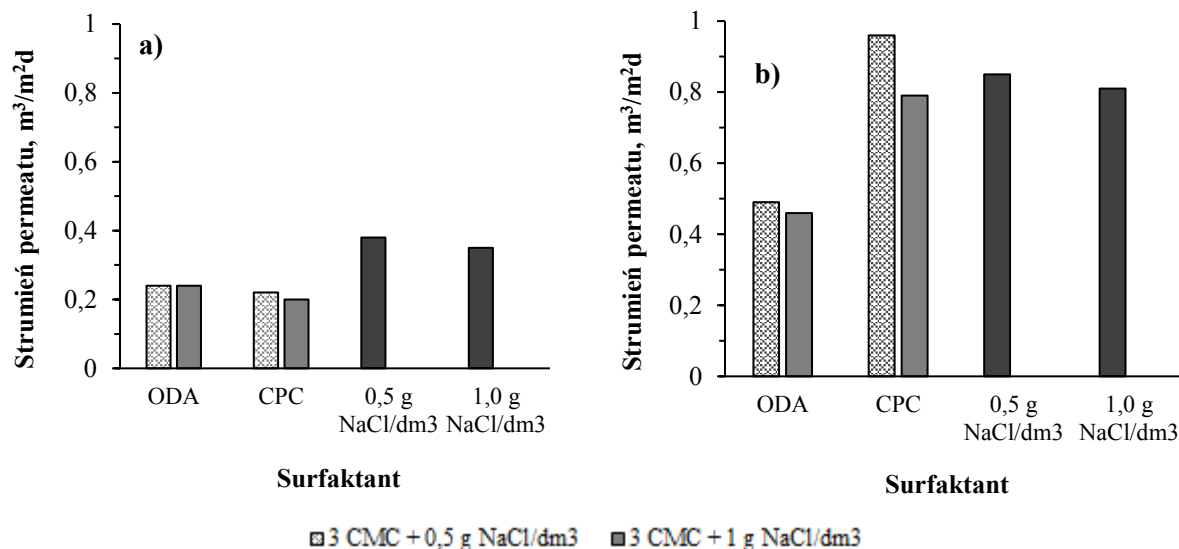 a)
Strumień permeatu, m³/m²d
1
0,8
0,6
0,4
0,2
0
ODA
CPC
0,5 g
NaCl/dm3
1,0 g
NaCl/dm3
Surfaktant
b)
Strumień permeatu, m³/m²d
1
0,8
0,6
0,4
0,2
0
ODA
CPC
0,5 g
NaCl/dm3
1,0 g
NaCl/dm3
Surfaktant
3 CMC + 0,5 g NaCl/dm3
3 CMC + 1 g NaCl/dm3